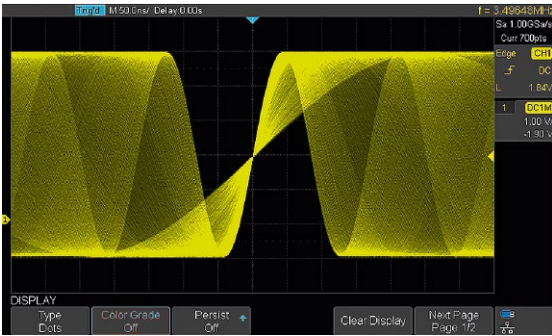 Trig'd M 50.0ns/ Delay:0.00s f = 3.49648MHz
Sa 1.00GSa/s
Curr 700pts
Edge CH1
DC
L 1.84V
1 DC1M
1.00 V/
-1.90 V
1
DISPLAY
Type
Dots
Color Grade
Off
Persist
Off
Clear Display
Next Page
Page 1/2